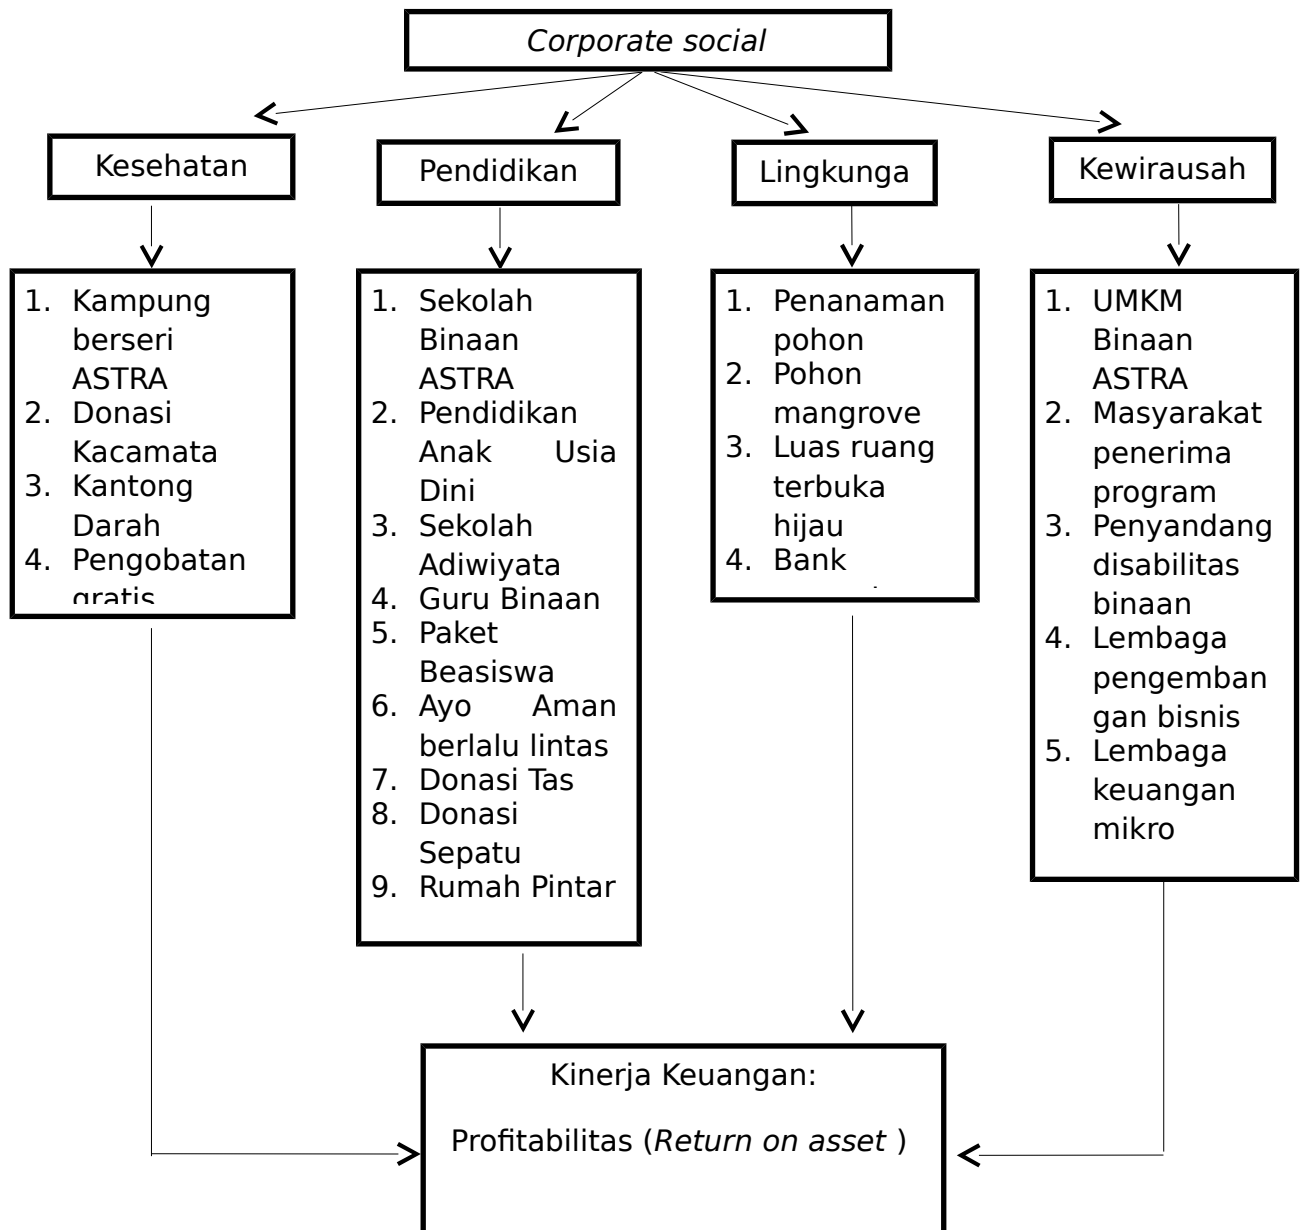 Corporate social
Kesehatan
Pendidikan
Lingkunga
Kewirausah
1. Kampung
berseri
ASTRA
2. Donasi
Kacamata
3. Kantong
Darah
4. Pengobatan
gratis
1. Sekolah
Binaan
ASTRA
2. Pendidikan
Anak Usia
Dini
3. Sekolah
Adiwiyata
4. Guru Binaan
5. Paket
Beasiswa
6. Ayo Aman
berlalu lintas
7. Donasi Tas
8. Donasi
Sepatu
9. Rumah Pintar
1. Penanaman
pohon
2. Pohon
mangrove
3. Luas ruang
terbuka
hijau
4. Bank
1. UMKM
Binaan
ASTRA
2. Masyarakat
penerima
program
3. Penyandang
disabilitas
binaan
4. Lembaga
pengemban
gan bisnis
5. Lembaga
keuangan
mikro
Kinerja Keuangan:
Profitabilitas (Return on asset )